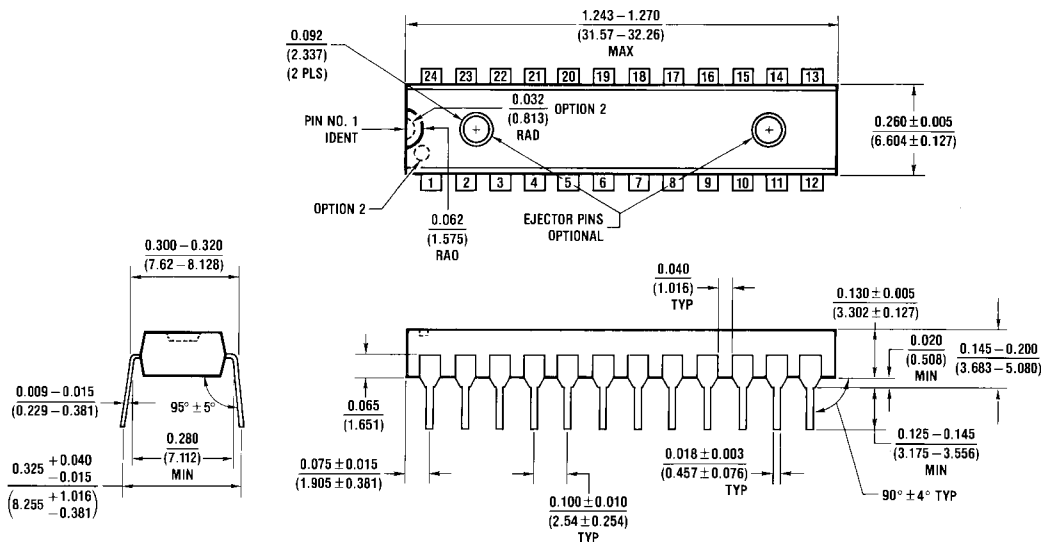 0.092
(2.337)
(2 PLS)
1.243 – 1.270
(31.57 – 32.26)
MAX
24 23 22 21 20 19 18 17 16 15 14 13
0.032
(0.813)
RAD
OPTION 2
PIN NO. 1
IDENT
0.260 ± 0.005
(6.604 ± 0.127)
1 2 3 4 5 6 7 8 9 10 11 12
OPTION 2
0.062
(1.575)
RAO
EJECTOR PINS
OPTIONAL
0.300 – 0.320
(7.62 – 8.128)
0.040
(1.016)
TYP
0.130 ± 0.005
(3.302 ± 0.127)
0.020
(0.508)
MIN
0.145 – 0.200
(3.683 – 5.080)
0.009 – 0.015
(0.229 – 0.381)
95° ± 5°
0.280
(7.112)
MIN
0.325 +0.040 −0.015
(8.255 +1.016 −0.381)
0.065
(1.651)
0.075 ± 0.015
(1.905 ± 0.381)
0.100 ± 0.010
(2.54 ± 0.254)
TYP
0.018 ± 0.003
(0.457 ± 0.076)
TYP
0.125 – 0.145
(3.175 – 3.556)
MIN
90° ± 4° TYP